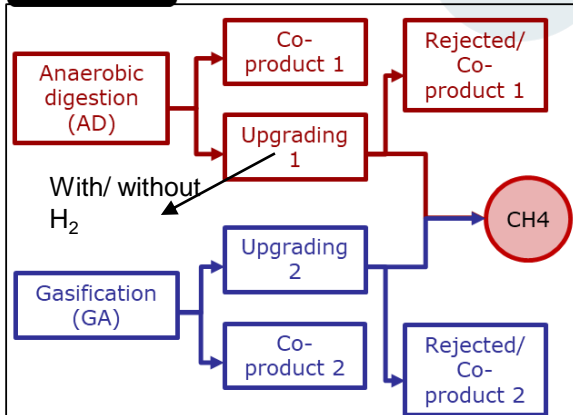 Co-
product 1
Rejected/
Co-
product 1
Anaerobic
digestion
(AD)
Upgrading
1
With/ without
H₂
CH4
Upgrading
2
Gasification
(GA)
Co-
product 2
Rejected/
Co-
product 2